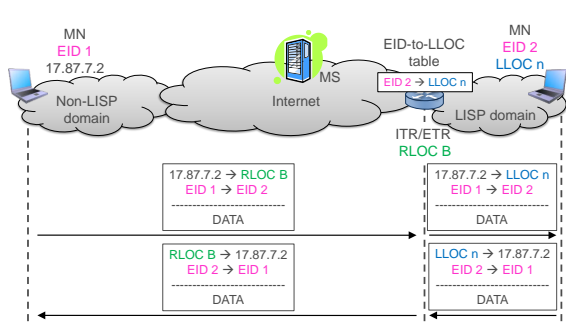 MN
EID 1
17.87.7.2
Non-LISP
domain
MS
Internet
EID-to-LLOC
table
EID 2 → LLOC n
MN
EID 2
LLOC n
LISP domain
ITR/ETR
RLOC B
17.87.7.2 → RLOC B
EID 1 → EID 2
----------------------------
DATA
17.87.7.2 → LLOC n
EID 1 → EID 2
----------------------------
DATA
RLOC B → 17.87.7.2
EID 2 → EID 1
----------------------------
DATA
LLOC n → 17.87.7.2
EID 2 → EID 1
----------------------------
DATA